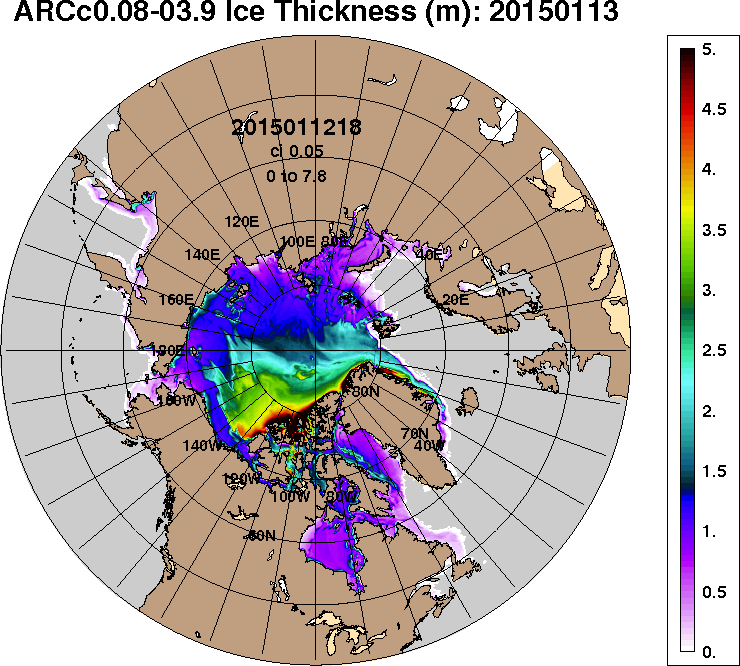 ARCc0.08-03.9 Ice Thickness (m): 20150113
5.
4.5
4.
3.5
3.
2.5
2.
1.5
1.
0.5
0.
2015011218
ci 0.05
0 to 7.8
120E
100E 80E
140E
40E
160E
20E
180E
160W
80N
140W
70N
40W
120W
100W 80W
60N